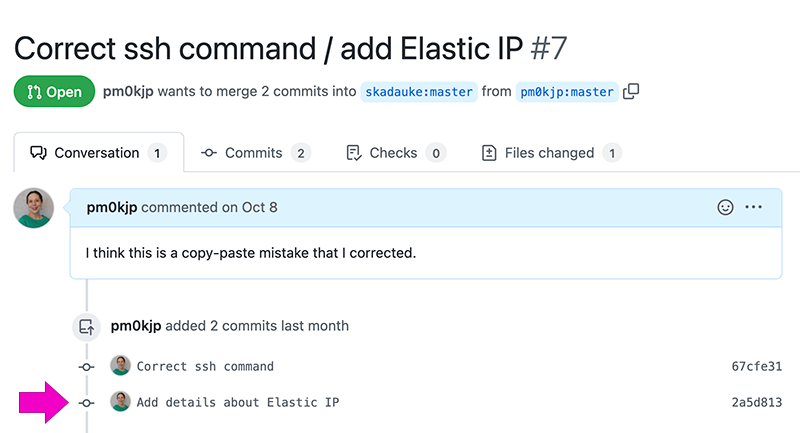 Correct ssh command / add Elastic IP #7
Open pm0kjp wants to merge 2 commits into skadauke:master from pm0kjp:master
Conversation 1 Commits 2 Checks 0 Files changed 1
pm0kjp commented on Oct 8
I think this is a copy-paste mistake that I corrected.
pm0kjp added 2 commits last month
Correct ssh command 67cfe31
Add details about Elastic IP 2a5d813